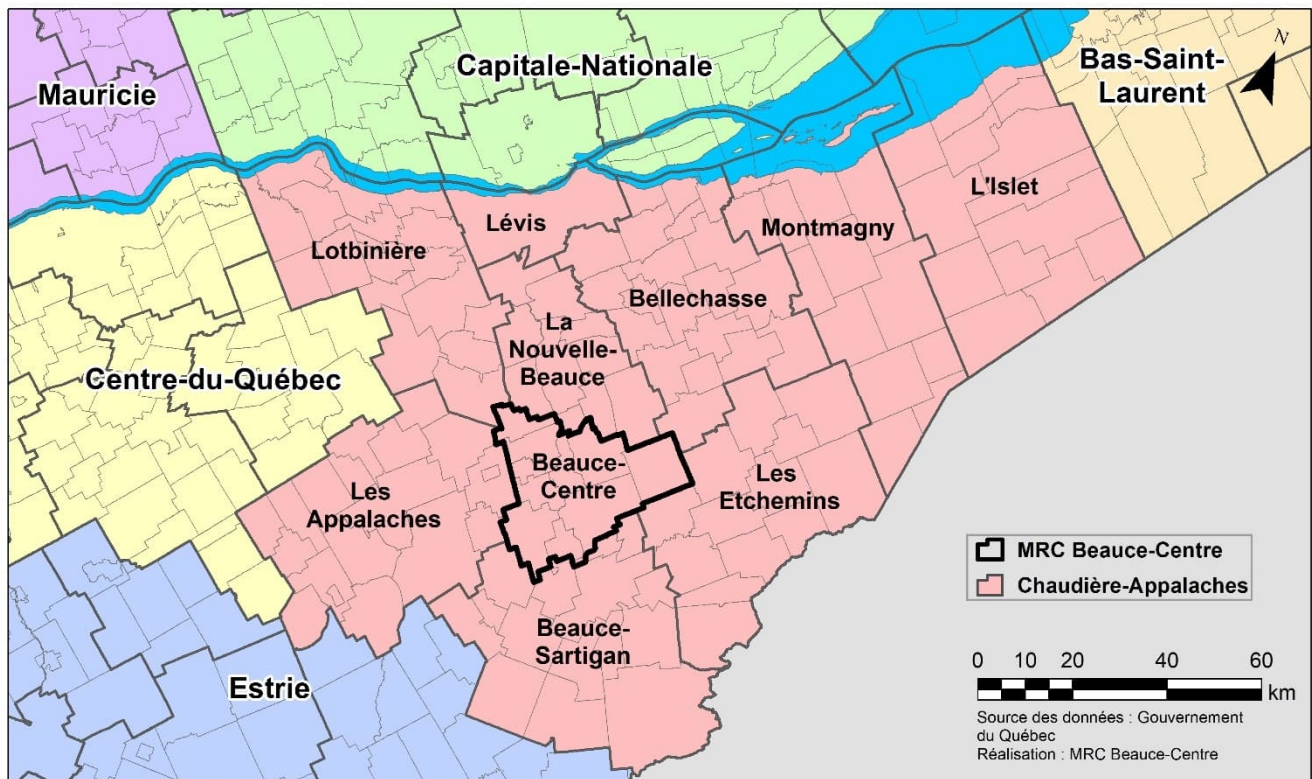 Mauricie
Capitale-Nationale
Bas-Saint-
Laurent
N
L'Islet
Lévis
Montmagny
Lotbinière
Bellechasse
La
Nouvelle-
Beauce
Centre-du-Québec
Beauce-
Centre
Les
Etchemins
Les
Appalaches
MRC Beauce-Centre
Chaudière-Appalaches
Beauce-
Sartigan
Estrie
0 10 20 40 60
km
Source des données : Gouvernement
du Québec
Réalisation : MRC Beauce-Centre